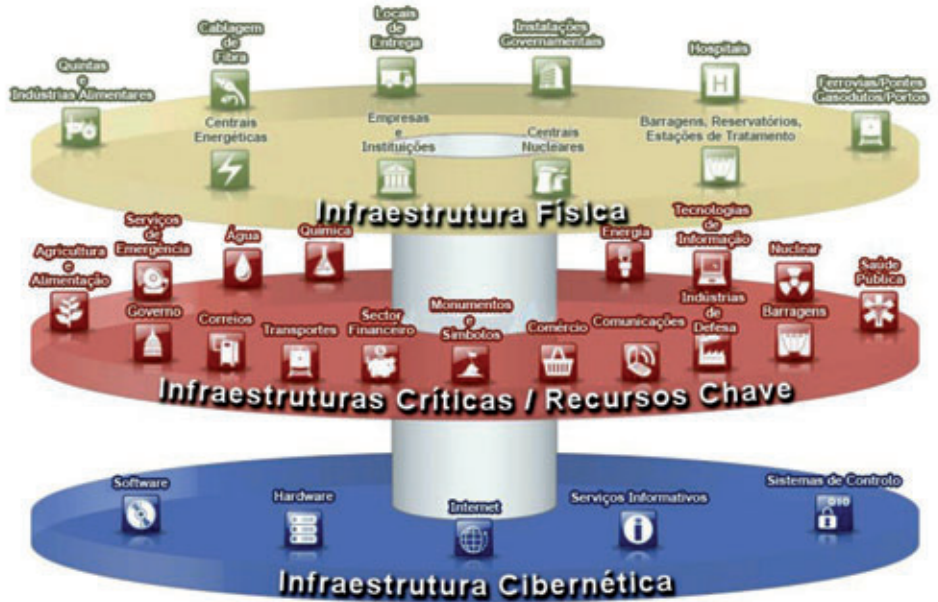 Quintas
e
Indústrias Alimentares
Cablagem
de
Fibra
Locais
de
Entrega
Instalações
Governamentais
Hospitais
H
Ferrovias/Pontes
Gasodutos/Portos
Centrais
Energéticas
Empresas
e
Instituições
Centrais
Nucleares
Barragens, Reservatórios,
Estações de Tratamento
Infraestrutura Física
Agricultura
e
Alimentação
Serviços
de
Emergência
Água
Química
Energia
Tecnologias
de
Informação
Nuclear
Saúde
Pública
Governo
Correios
Transportes
Sector
Financeiro
Monumentos
e
Símbolos
Comércio
Comunicações
Indústrias
de
Defesa
Barragens
Infraestruturas Críticas / Recursos Chave
Software
Hardware
Internet
Serviços Informativos
Sistemas de Controlo
010
Infraestrutura Cibernética